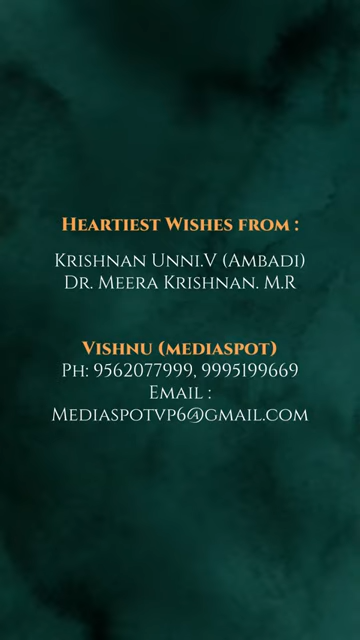 Heartiest Wishes from :
Krishnan Unni.V (Ambadi)
Dr. Meera Krishnan. M.R
Vishnu (mediaspot)
Ph: 9562077999, 9995199669
Email :
Mediaspotvp6@gmail.com